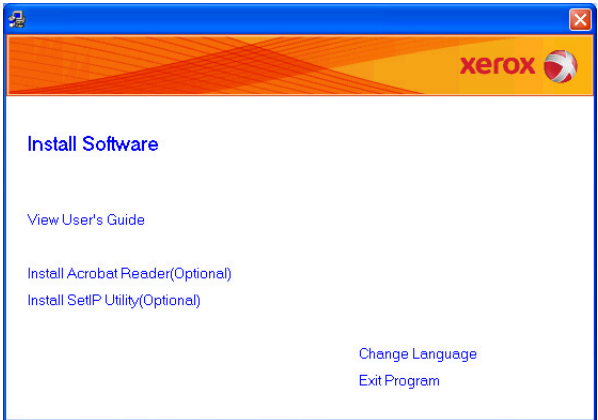 xerox
Install Software
View User's Guide
Install Acrobat Reader(Optional)
Install SetIP Utility(Optional)
Change Language
Exit Program